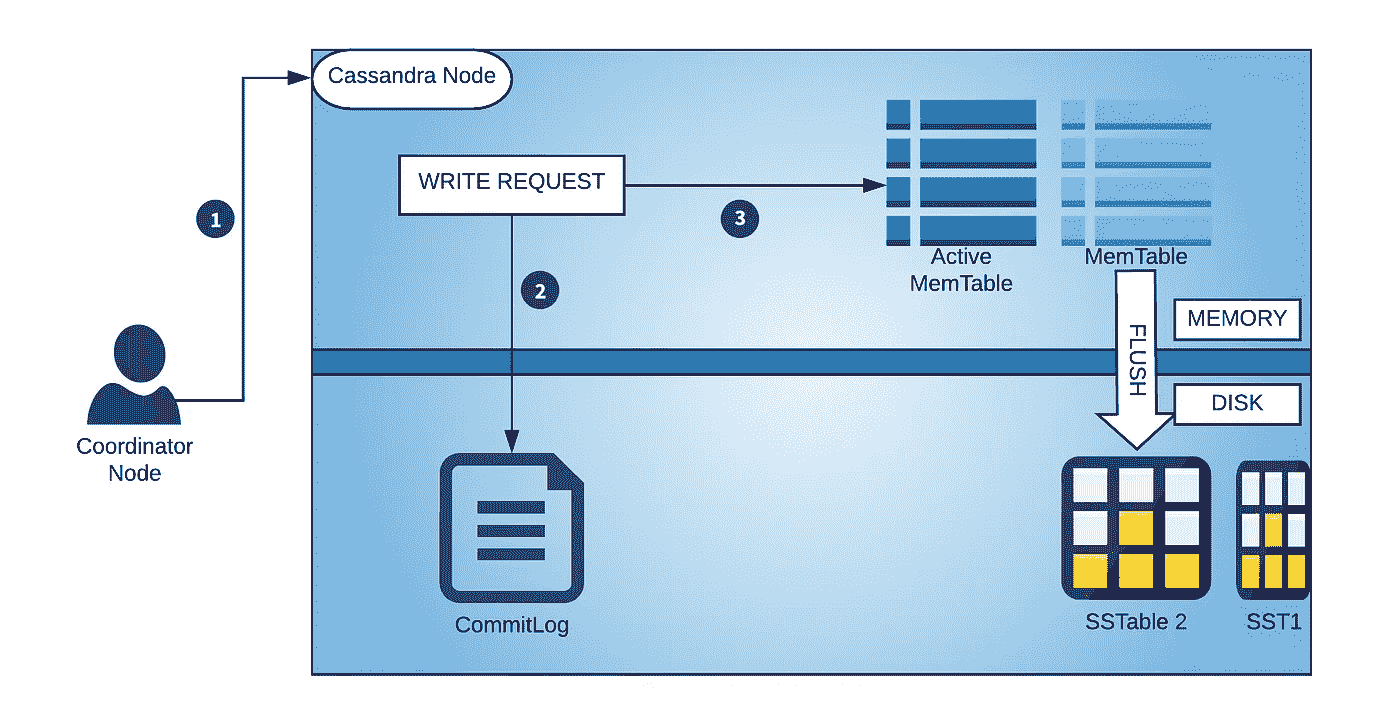 Cassandra Node
WRITE REQUEST
1
3
2
Active
MemTable
MemTable
MEMORY
FLUSH
DISK
Coordinator
Node
CommitLog
SSTable 2
SST1